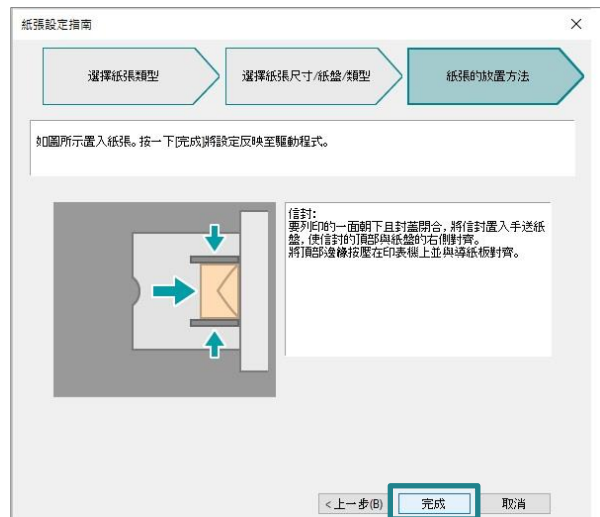 紙張設定指南
選擇紙張類型
選擇紙張尺寸/紙盤/類型
紙張的放置方法
如圖所示置入紙張。按一下[完成]將設定反映至驅動程式。
信封:
要列印的一面朝下且封蓋閉合，將信封置入手送紙
盤，使信封的頂部與紙盤的右側對齊。
將頂部邊緣按壓在印表機上並與導紙板對齊。
<上一步(B)
完成
取消